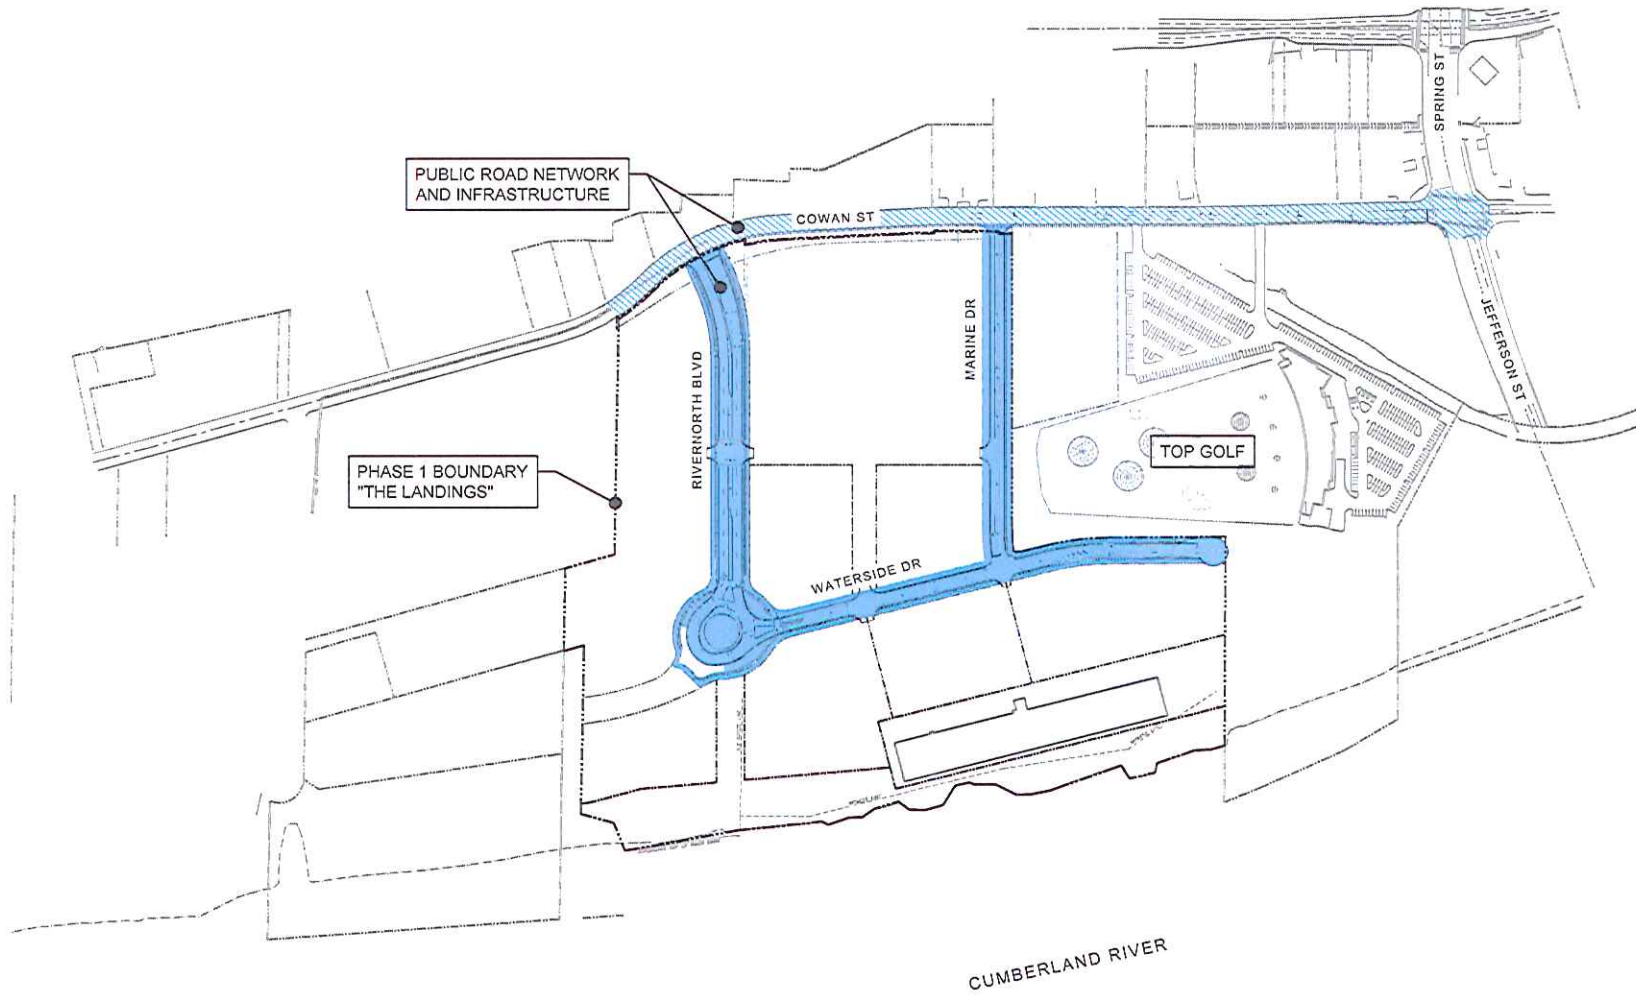 SPRING ST
PUBLIC ROAD NETWORK
AND INFRASTRUCTURE
COWAN ST
JEFFERSON ST
MARINE DR
RIVERNORTH BLVD
TOP GOLF
PHASE 1 BOUNDARY
"THE LANDINGS"
WATERSIDE DR
CUMBERLAND RIVER